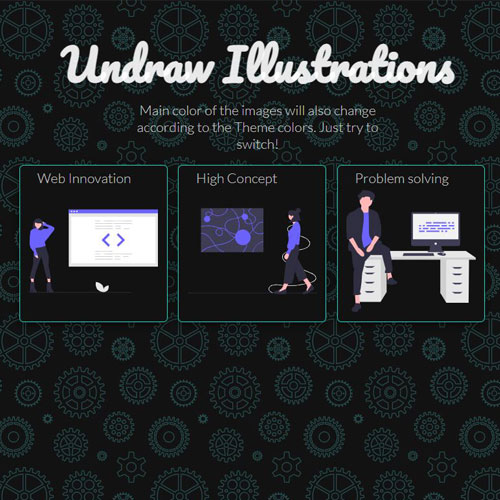 Undraw Illustrations
Main color of the images will also change
according to the Theme colors. Just try to
switch!
Web Innovation
High Concept
Problem solving